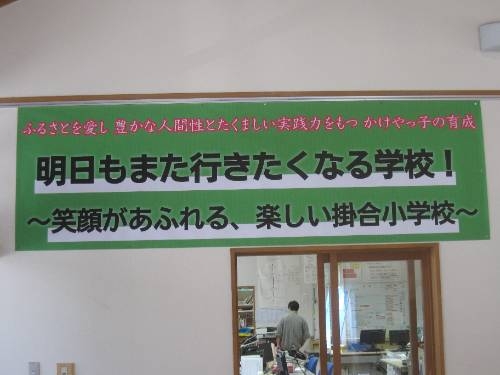 ふるさとを愛し 豊かな人間性とたくましい実践力をもつ かけやっ子の育成
明日もまた行きたくなる学校！
～笑顔があふれる、楽しい掛合小学校～